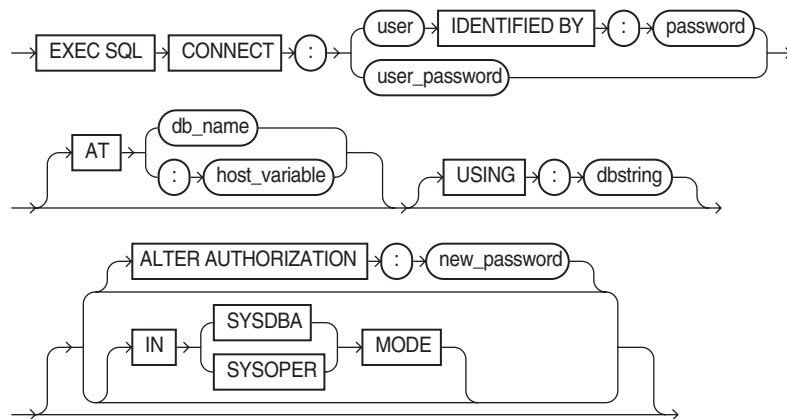 EXEC SQL CONNECT : user IDENTIFIED BY : password
user_password
AT db_name
: host_variable USING : dbstring
ALTER AUTHORIZATION : new_password
IN SYSDBA MODE
SYSOPER